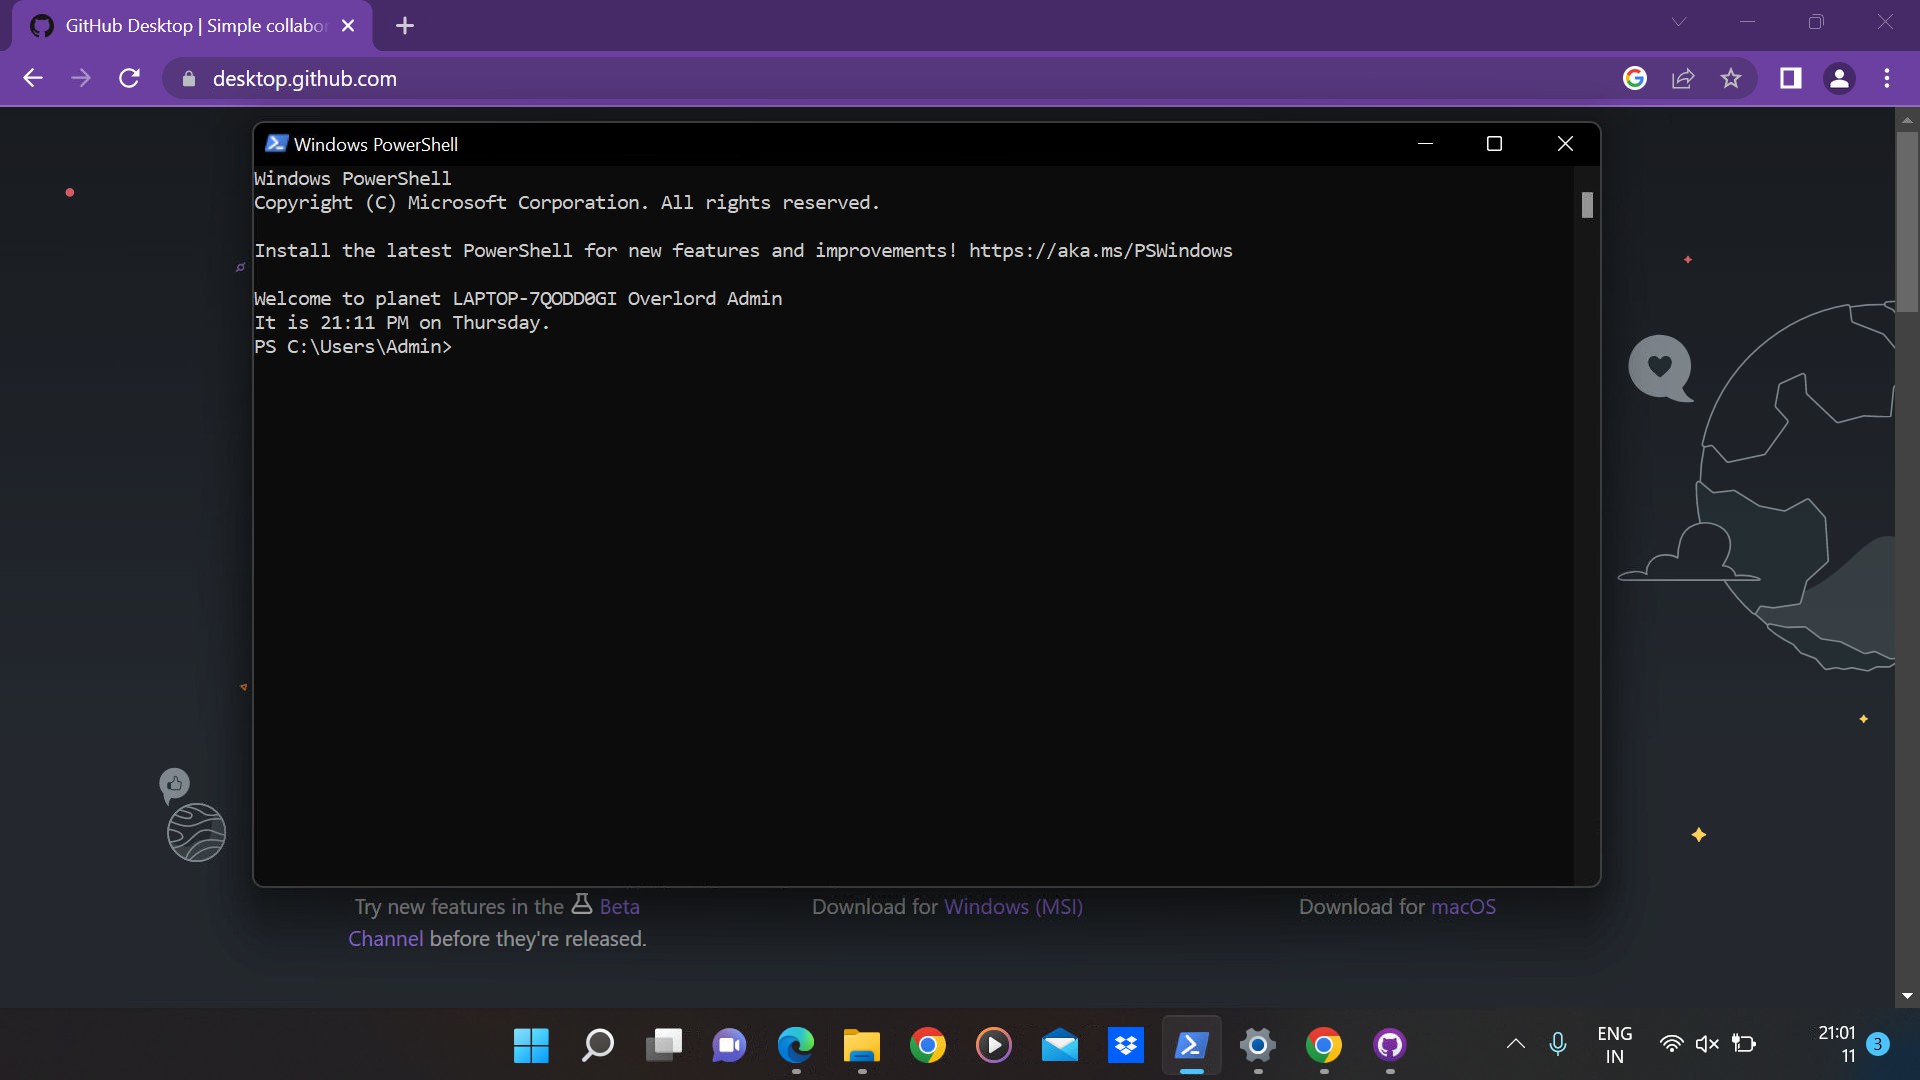 GitHub Desktop | Simple collabor
desktop.github.com
Windows PowerShell
Windows PowerShell
Copyright (C) Microsoft Corporation. All rights reserved.
Install the latest PowerShell for new features and improvements! https://aka.ms/PSWindows
Welcome to planet LAPTOP-7QODD0GI Overlord Admin
It is 21:11 PM on Thursday.
PS C:\Users\Admin>
Try new features in the Beta
Channel before they're released.
Download for Windows (MSI)
Download for macOS
ENG
IN
21:01
11
3